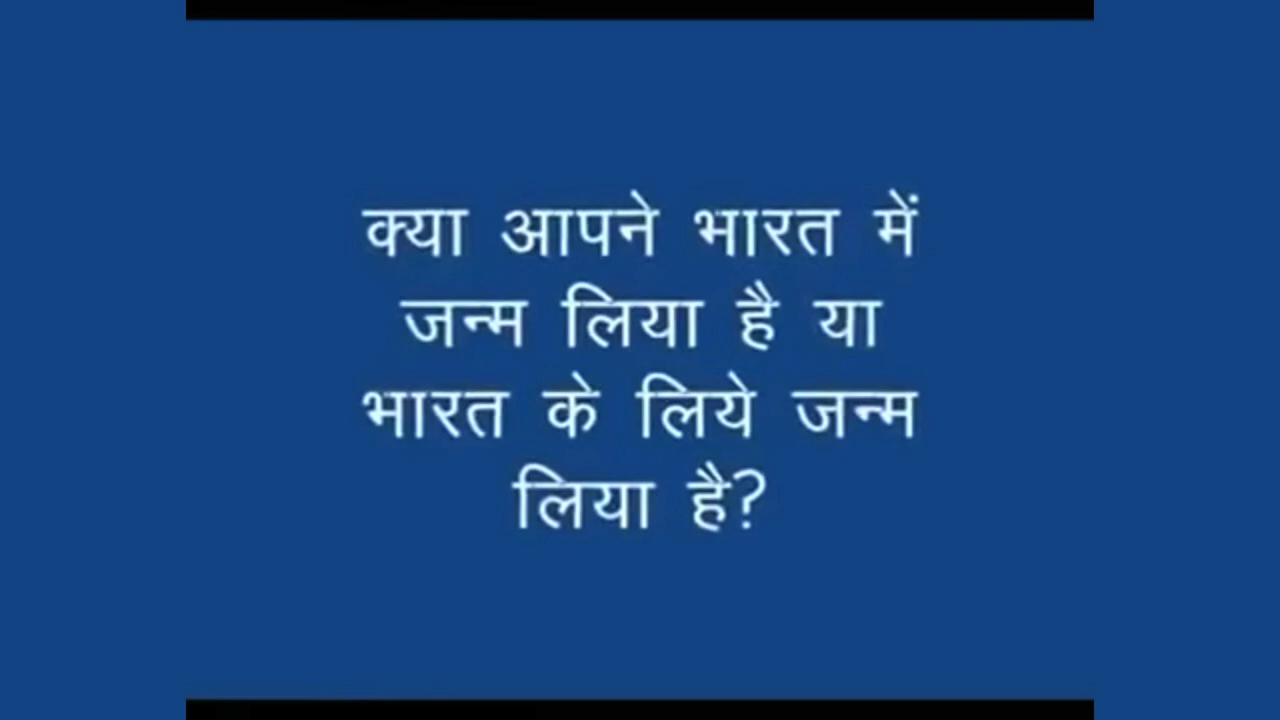 क्या आपने भारत में
जन्म लिया है या
भारत के लिये जन्म
लिया है?